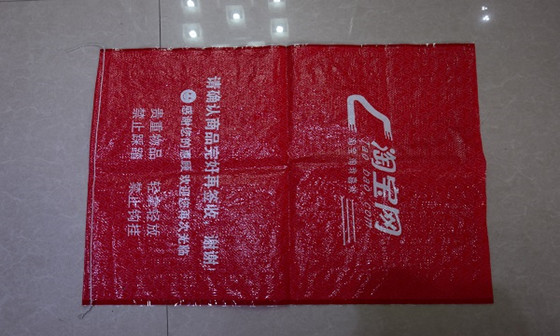 淘宝网
Taobao.com
请确认商品完好再签收，谢谢!
感谢您的惠顾 欢迎您再次光临
贵重物品 轻拿轻放
禁止踩踏 禁止钩挂